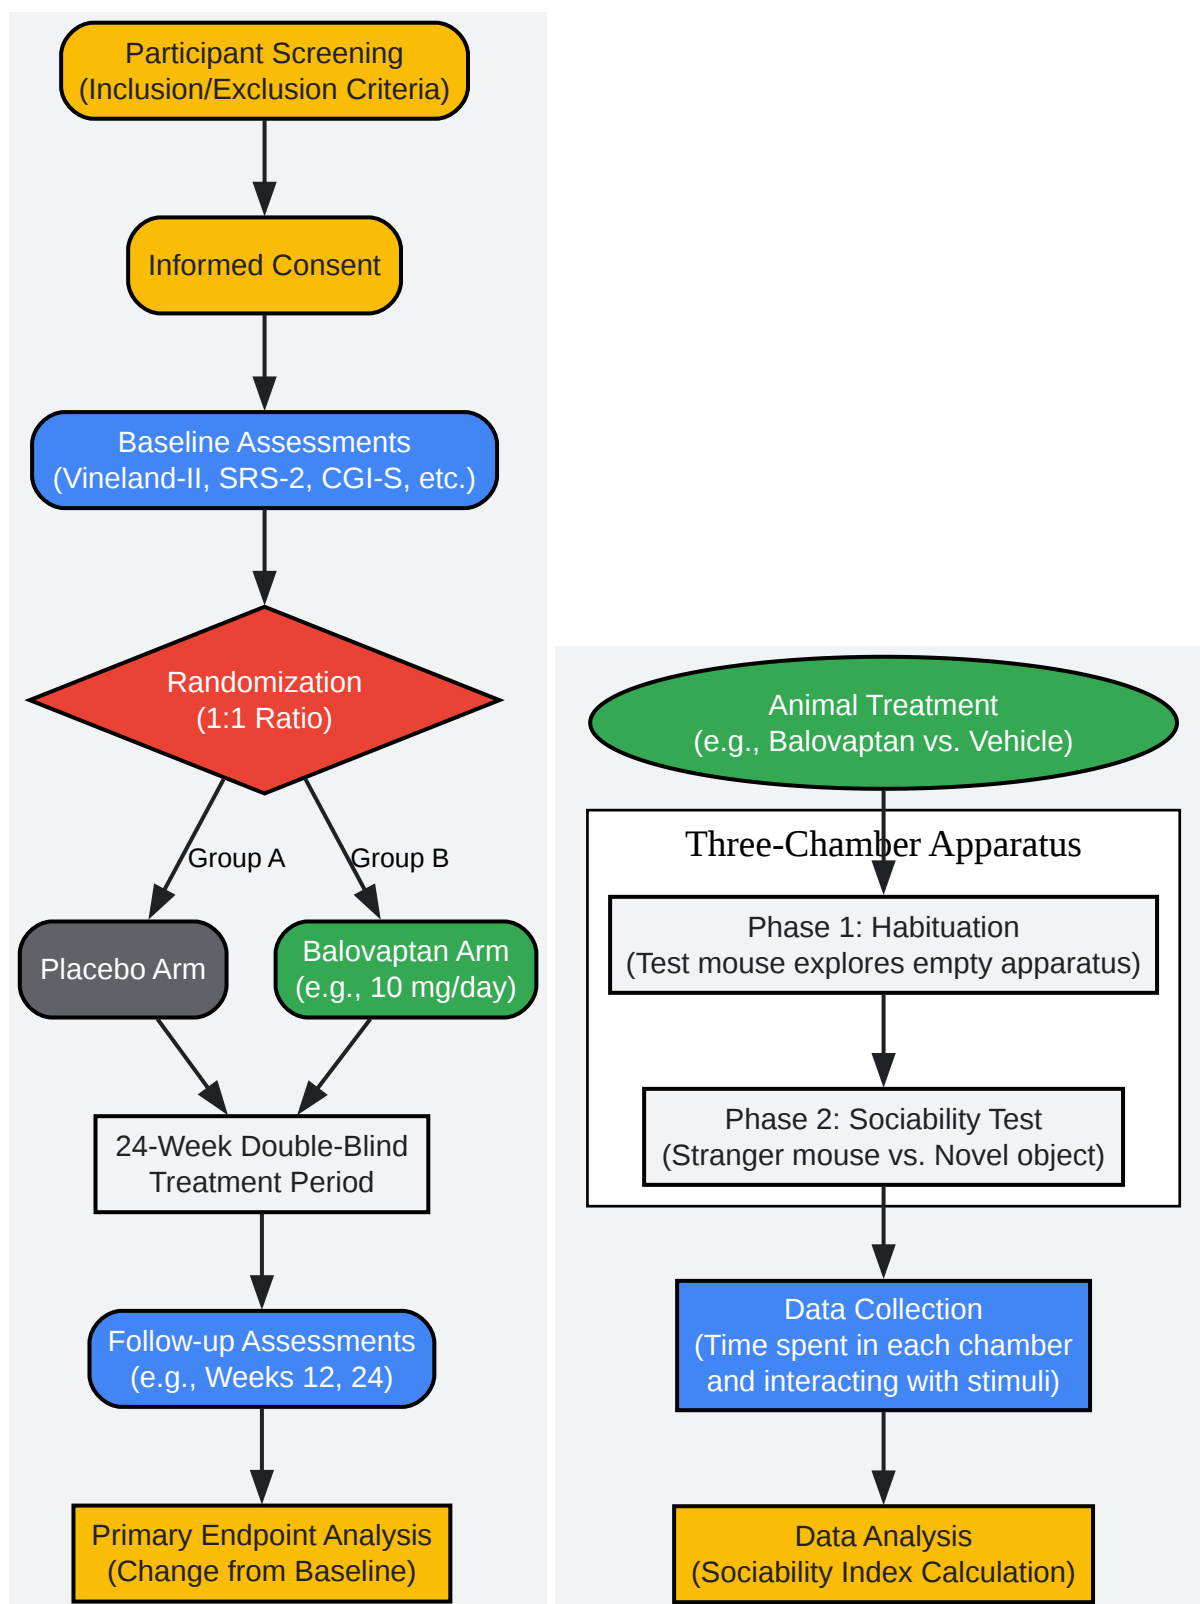 Participant Screening
(Inclusion/Exclusion Criteria)
Informed Consent
Baseline Assessments
(Vineland-II, SRS-2, CGI-S, etc.)
Randomization
(1:1 Ratio)
Group A
Group B
Placebo Arm
Balovaptan Arm
(e.g., 10 mg/day)
24-Week Double-Blind
Treatment Period
Follow-up Assessments
(e.g., Weeks 12, 24)
Primary Endpoint Analysis
(Change from Baseline)
Animal Treatment
(e.g., Balovaptan vs. Vehicle)
Three-Chamber Apparatus
Phase 1: Habituation
(Test mouse explores empty apparatus)
Phase 2: Sociability Test
(Stranger mouse vs. Novel object)
Data Collection
(Time spent in each chamber
and interacting with stimuli)
Data Analysis
(Sociability Index Calculation)